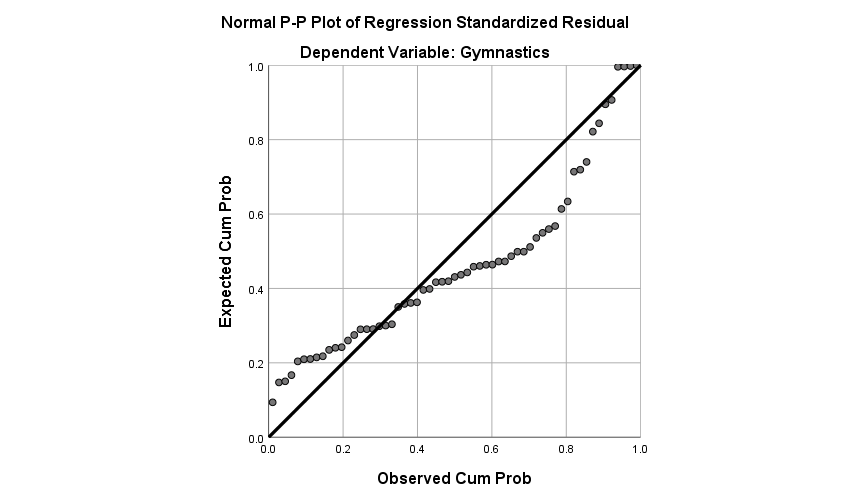 Normal P-P Plot of Regression Standardized Residual
Dependent Variable: Gymnastics
Expected Cum Prob
1.0
0.8
0.6
0.4
0.2
0.0
0.0 0.2 0.4 0.6 0.8 1.0
Observed Cum Prob